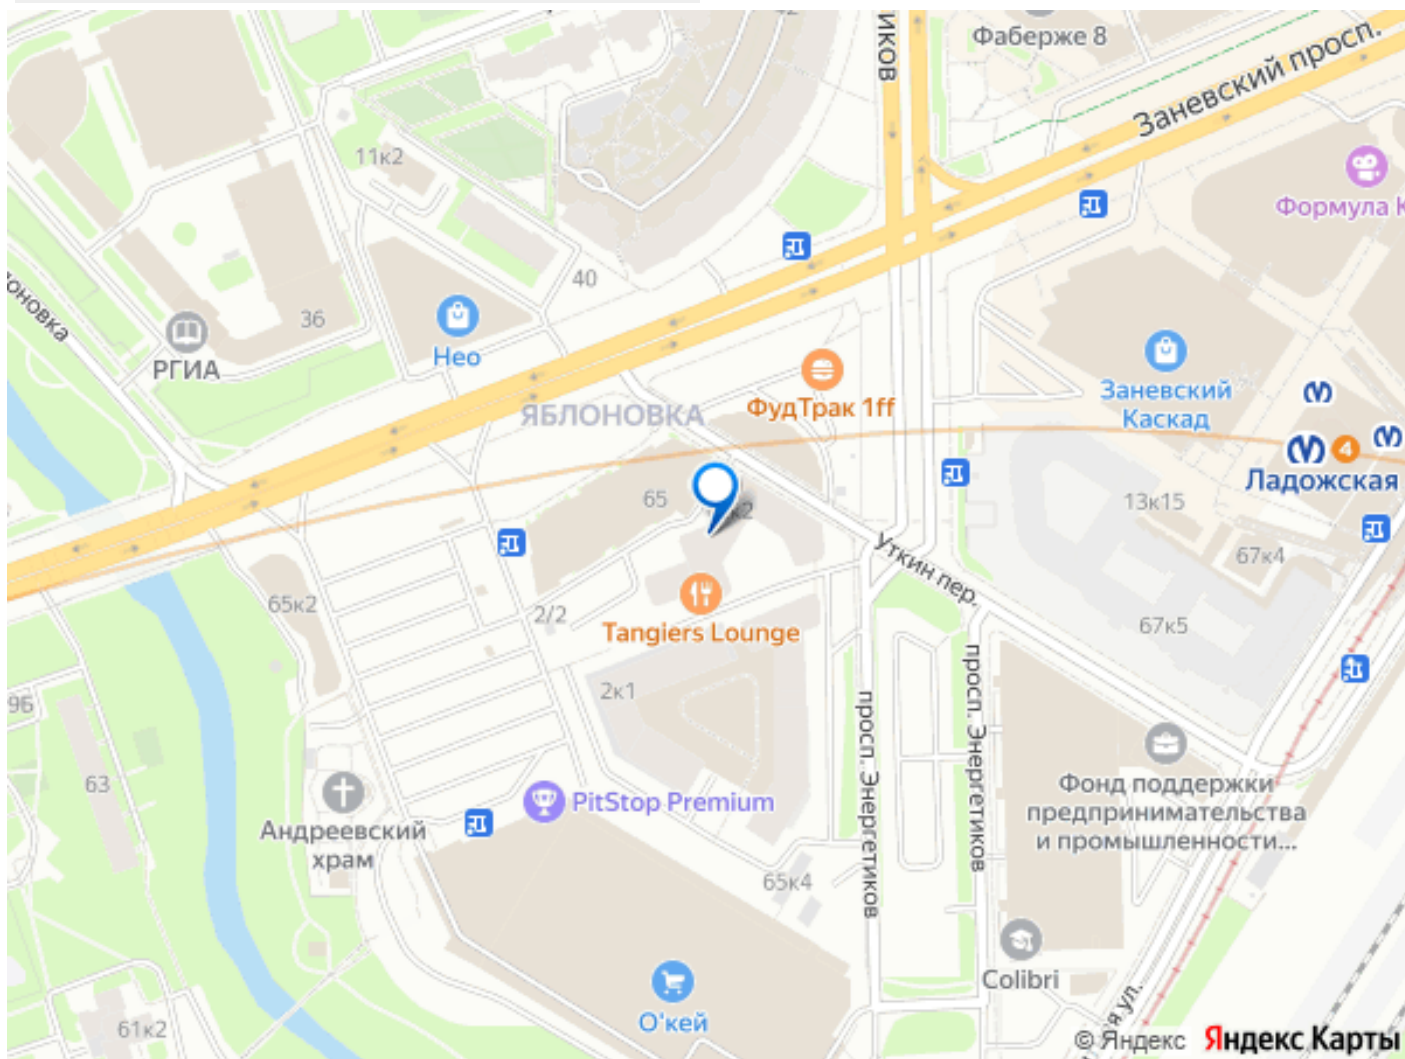 Фаберже 8
Заневский просп.
11к2
Формула К
40
36
РГИА
Нео
ЯБЛОНОВКА
ФудТрак 1ff
Заневский
Каскад
4
Ладожская
65
13к15
Уткин пер.
67к4
65к2
2/2
Tangiers Lounge
67к5
2к1
просп. Энергетиков
просп. Энергетиков
9Б
63
PitStop Premium
Фонд поддержки
предпринимательства
и промышленности...
Андреевский
храм
65к4
Colibri
О'кей
61к2
© Яндекс Яндекс Карты